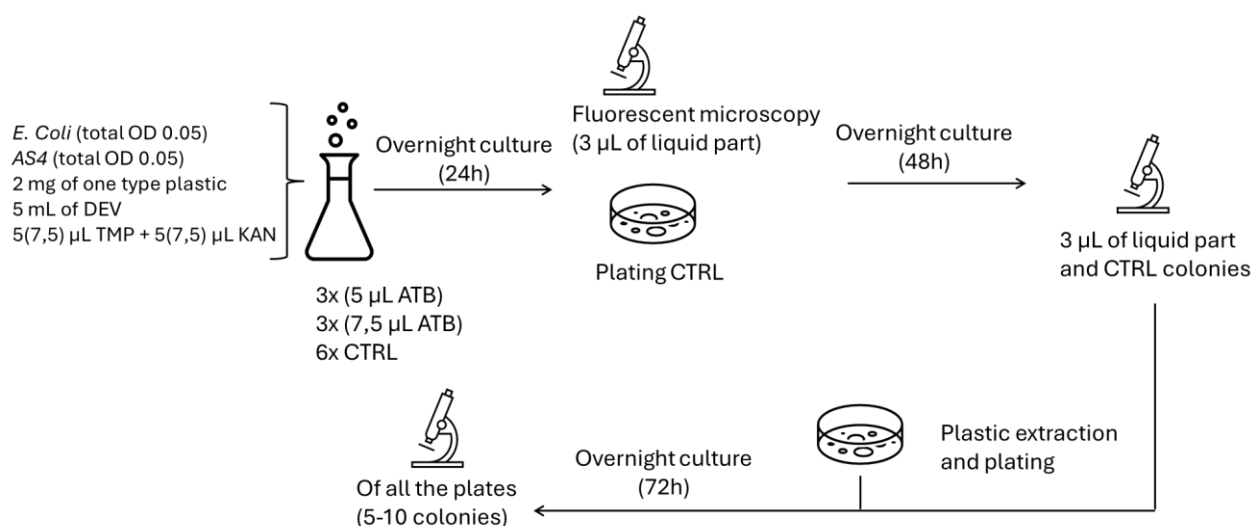 E. Coli (total OD 0.05)
AS4 (total OD 0.05)
2 mg of one type plastic
5 mL of DEV
5(7,5) µL TMP + 5(7,5) µL KAN
3x (5 µL ATB)
3x (7,5 µL ATB)
6x CTRL
Overnight culture
(24h)
Fluorescent microscopy
(3 µL of liquid part)
Plating CTRL
Overnight culture
(48h)
3 µL of liquid part
and CTRL colonies
Plastic extraction
and plating
Overnight culture
(72h)
Of all the plates
(5-10 colonies)